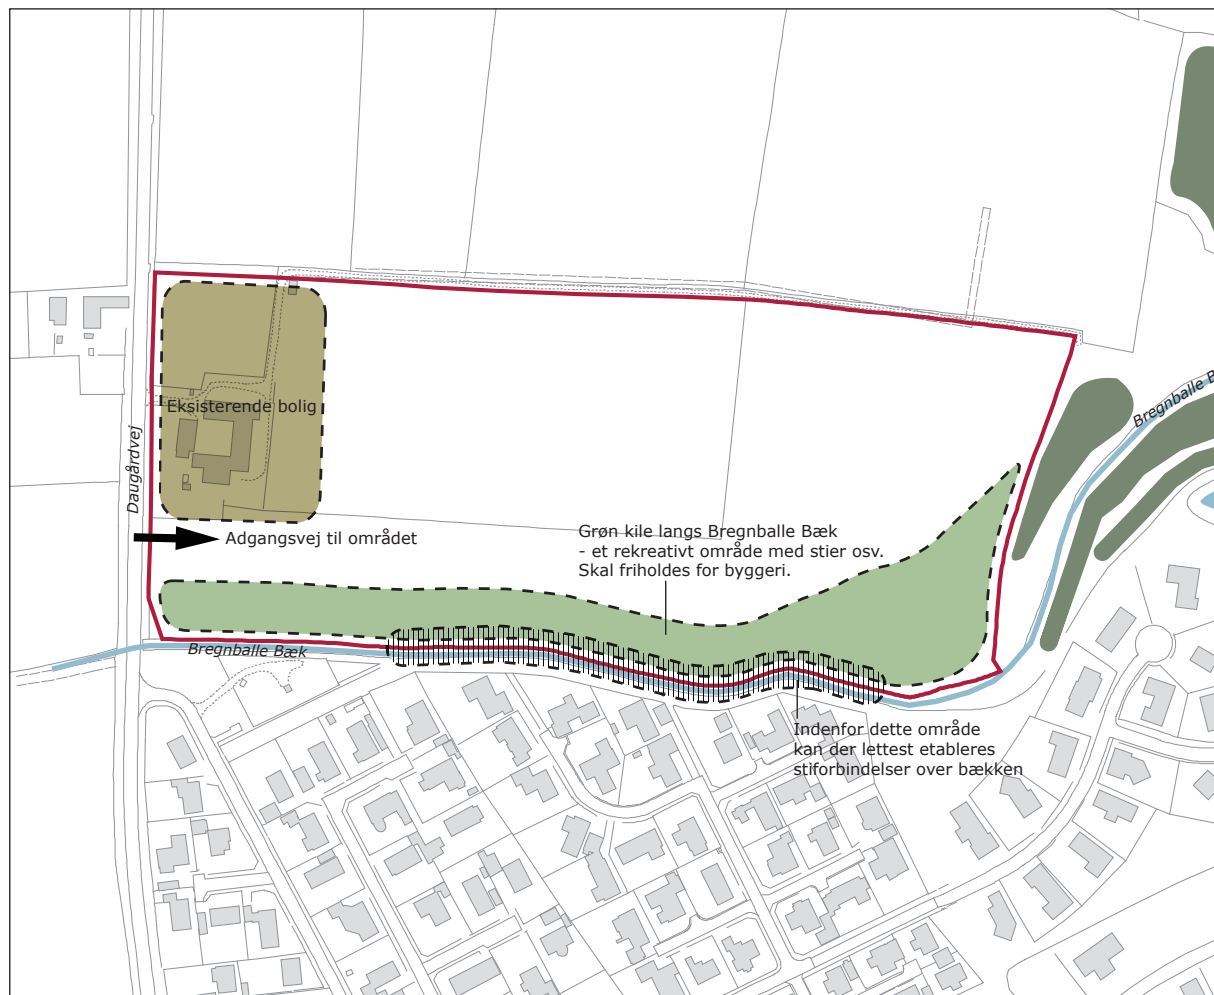 Bregnballe B
Eksisterende bolig
Daugårdvej
Adgangsvej til området
Grøn kile langs Bregnballe Bæk
- et rekreativt område med stier osv.
Skal friholdes for byggeri.
Bregnballe Bæk
Indenfor dette område
kan der lettest etableres
stiforbindelser over bækken